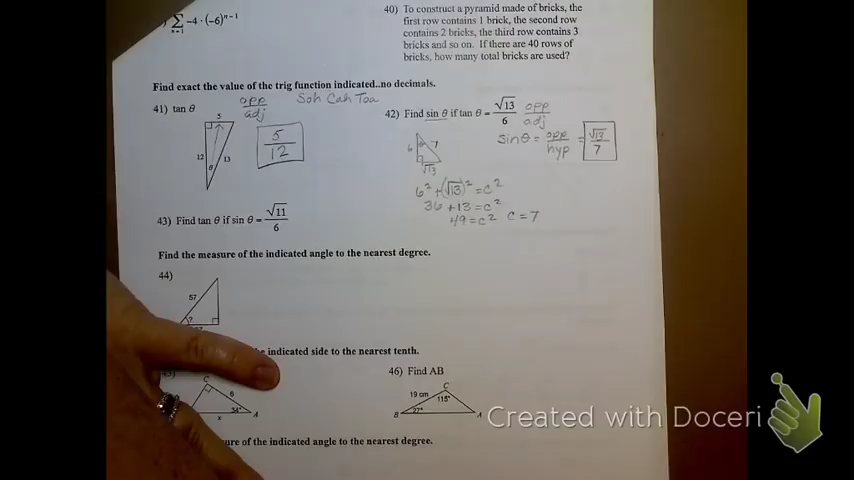 ∑ -4 · (-6)^(n-1)
n=1
40) To construct a pyramid made of bricks, the
first row contains 1 brick, the second row
contains 2 bricks, the third row contains 3
bricks and so on. If there are 40 rows of
bricks, how many total bricks are used?
Find exact the value of the trig function indicated..no decimals.
41) tan θ
opp/adj
Soh Cah Toa
5
12
13
θ
5/12
42) Find sin θ if tan θ = √13/6
opp/adj
6
7
√13
sin θ = opp/hyp = √13/7
6² + (√13)² = c²
36 + 13 = c²
49 = c² c = 7
43) Find tan θ if sin θ = √11/6
Find the measure of the indicated angle to the nearest degree.
44)
57
?
indicated side to the nearest tenth.
C
6
34°
A
x
46) Find AB
C
19 cm
115°
B
27°
A
of the indicated angle to the nearest degree.
Created with Doceri